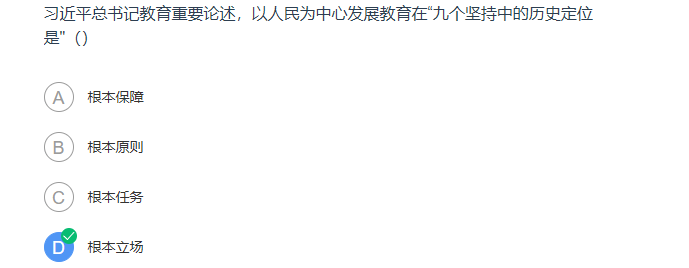 习近平总书记教育重要论述，以人民为中心发展教育在“九个坚持中的历史定位
是"（）
A 根本保障
B 根本原则
C 根本任务
D 根本立场